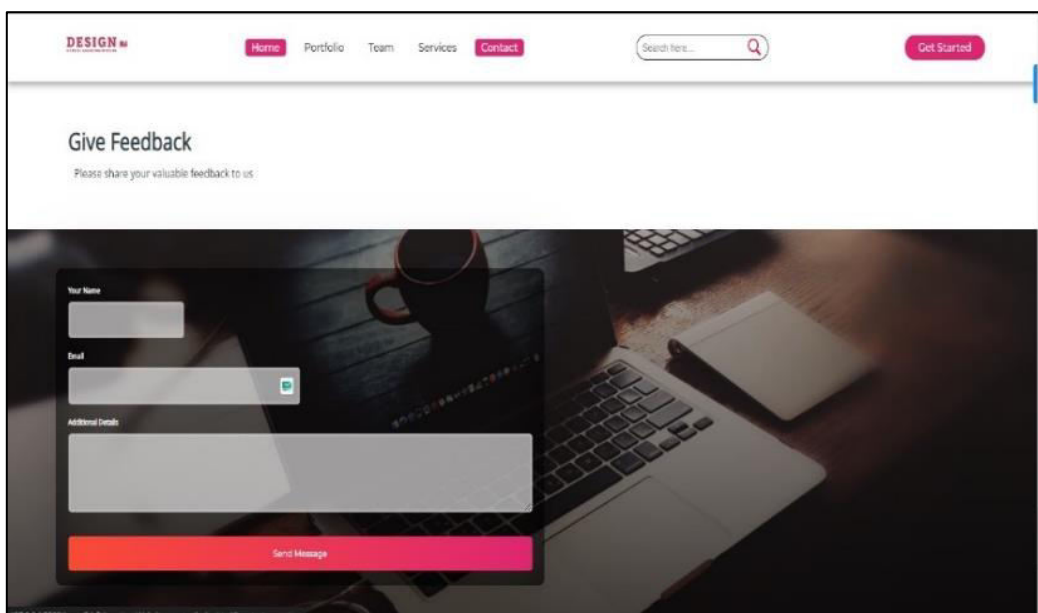 DESIGN
Home Portfolio Team Services Contact
Search here...
Get Started
Give Feedback
Please share your valuable feedback to us
Your Name
Email
Additional Details
Send Message